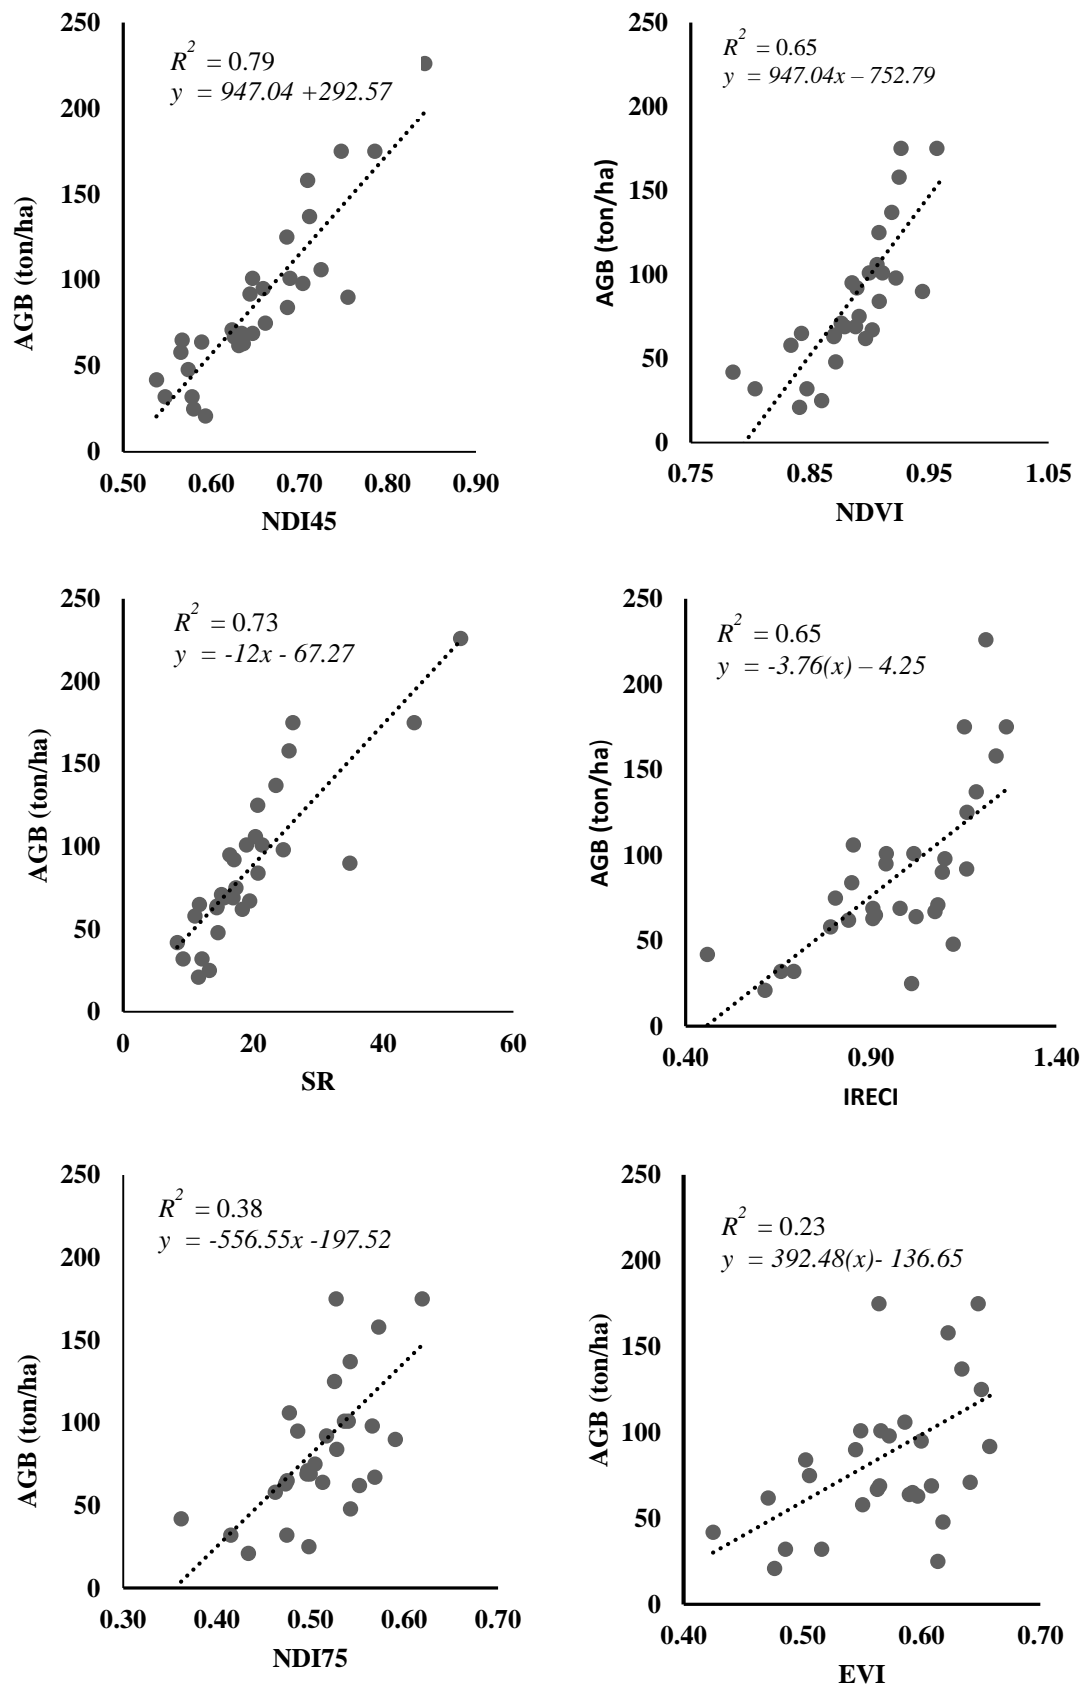 250
200
150
100
50
0
AGB (ton/ha)
R² = 0.79
y = 947.04 +292.57
0.50 0.60 0.70 0.80 0.90
NDI45
250
200
150
100
50
0
AGB (ton/ha)
R² = 0.65
y = 947.04x – 752.79
0.75 0.85 0.95 1.05
NDVI
250
200
150
100
50
0
AGB (ton/ha)
R² = 0.73
y = -12x - 67.27
0 20 40 60
SR
250
200
150
100
50
0
AGB (ton/ha)
R² = 0.65
y = -3.76(x) – 4.25
0.40 0.90 1.40
IRECI
250
200
150
100
50
0
AGB (ton/ha)
R² = 0.38
y = -556.55x -197.52
0.30 0.40 0.50 0.60 0.70
NDI75
250
200
150
100
50
0
AGB (ton/ha)
R² = 0.23
y = 392.48(x)- 136.65
0.40 0.50 0.60 0.70
EVI